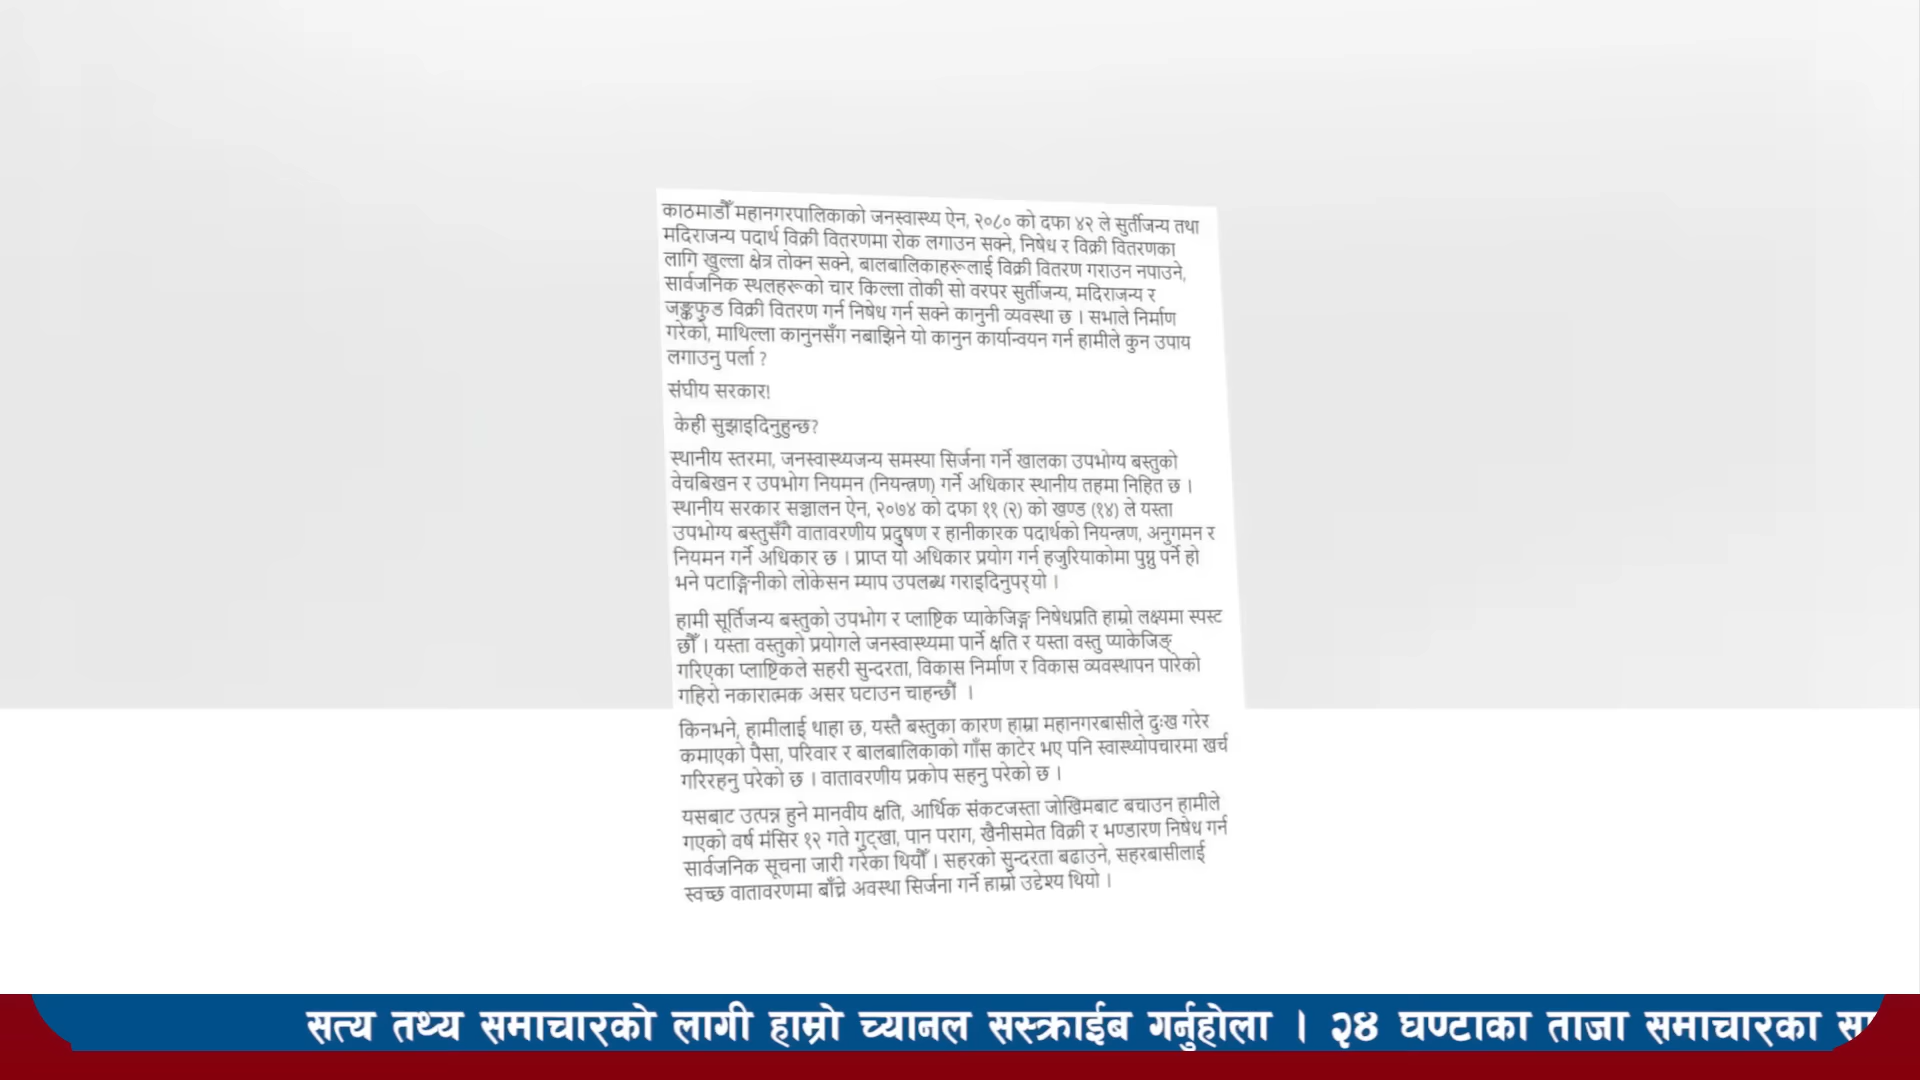 काठमाडौँ महानगरपालिकाको जनस्वास्थ्य ऐन, २०८० को दफा ४२ ले सुर्तीजन्य तथा
मदिराजन्य पदार्थ विक्री वितरणमा रोक लगाउन सक्ने, निषेध र विक्री वितरणका
लागि खुल्ला क्षेत्र तोक्न सक्ने, बालबालिकाहरूलाई विक्री वितरण गराउन नपाउने,
सार्वजनिक स्थलहरूको चार किल्ला तोकी सो वरपर सुर्तीजन्य, मदिराजन्य र
जङ्कफुड विक्री वितरण गर्न निषेध गर्न सक्ने कानुनी व्यवस्था छ । सभाले निर्माण
गरेको, माथिल्ला कानुनसँग नबाझिने यो कानुन कार्यान्वयन गर्न हामीले कुन उपाय
लगाउनु पर्ला ?
संघीय सरकार!
केही सुझाइदिनुहुन्छ?
स्थानीय स्तरमा, जनस्वास्थ्यजन्य समस्या सिर्जना गर्ने खालका उपभोग्य बस्तुको
वेचबिखन र उपभोग नियमन (नियन्त्रण) गर्ने अधिकार स्थानीय तहमा निहित छ ।
स्थानीय सरकार सञ्चालन ऐन, २०७४ को दफा ११ (२) को खण्ड (१४) ले यस्ता
उपभोग्य बस्तुसँगै वातावरणीय प्रदुषण र हानीकारक पदार्थको नियन्त्रण, अनुगमन र
नियमन गर्ने अधिकार छ । प्राप्त यो अधिकार प्रयोग गर्न हजुरियाकोमा पुग्नु पर्ने हो
भने पटाङ्गिनीको लोकेसन म्याप उपलब्ध गराइदिनुपर्‍यो ।
हामी सूर्तिजन्य बस्तुको उपभोग र प्लाष्टिक प्याकेजिङ्ग निषेधप्रति हाम्रो लक्ष्यमा स्पस्ट
छौँ । यस्ता वस्तुको प्रयोगले जनस्वास्थ्यमा पार्ने क्षति र यस्ता वस्तु प्याकेजिङ्
गरिएका प्लाष्टिकले सहरी सुन्दरता, विकास निर्माण र विकास व्यवस्थापन पारेको
गहिरो नकारात्मक असर घटाउन चाहन्छौं ।
किनभने, हामीलाई थाहा छ, यस्तै बस्तुका कारण हाम्रा महानगरबासीले दुःख गरेर
कमाएको पैसा, परिवार र बालबालिकाको गाँस काटेर भए पनि स्वास्थ्योपचारमा खर्च
गरिरहनु परेको छ । वातावरणीय प्रकोप सहनु परेको छ ।
यसबाट उत्पन्न हुने मानवीय क्षति, आर्थिक संकटजस्ता जोखिमबाट बचाउन हामीले
गएको वर्ष मंसिर १२ गते गुट्खा, पान पराग, खैनीसमेत विक्री र भण्डारण निषेध गर्न
सार्वजनिक सूचना जारी गरेका थियौँ । सहरको सुन्दरता बढाउने, सहरबासीलाई
स्वच्छ वातावरणमा बाँच्ने अवस्था सिर्जना गर्ने हाम्रो उद्देश्य थियो ।
सत्य तथ्य समाचारको लागी हाम्रो च्यानल सस्क्राईब गर्नुहोला । २४ घण्टाका ताजा समाचारका